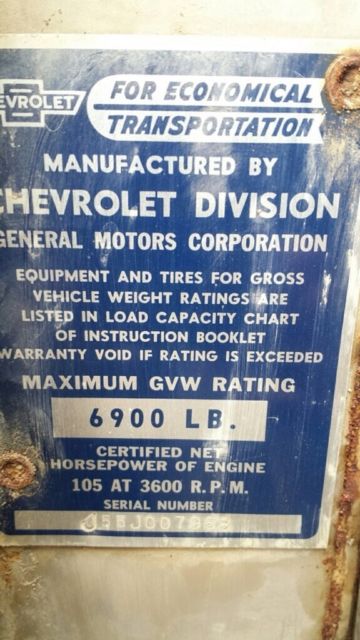 EVROLET
FOR ECONOMICAL
TRANSPORTATION
MANUFACTURED BY
CHEVROLET DIVISION
GENERAL MOTORS CORPORATION
EQUIPMENT AND TIRES FOR GROSS
VEHICLE WEIGHT RATINGS ARE
LISTED IN LOAD CAPACITY CHART
OF INSTRUCTION BOOKLET
WARRANTY VOID IF RATING IS EXCEEDED
MAXIMUM GVW RATING
6900 LB.
CERTIFIED NET
HORSEPOWER OF ENGINE
105 AT 3600 R.P.M.
SERIAL NUMBER